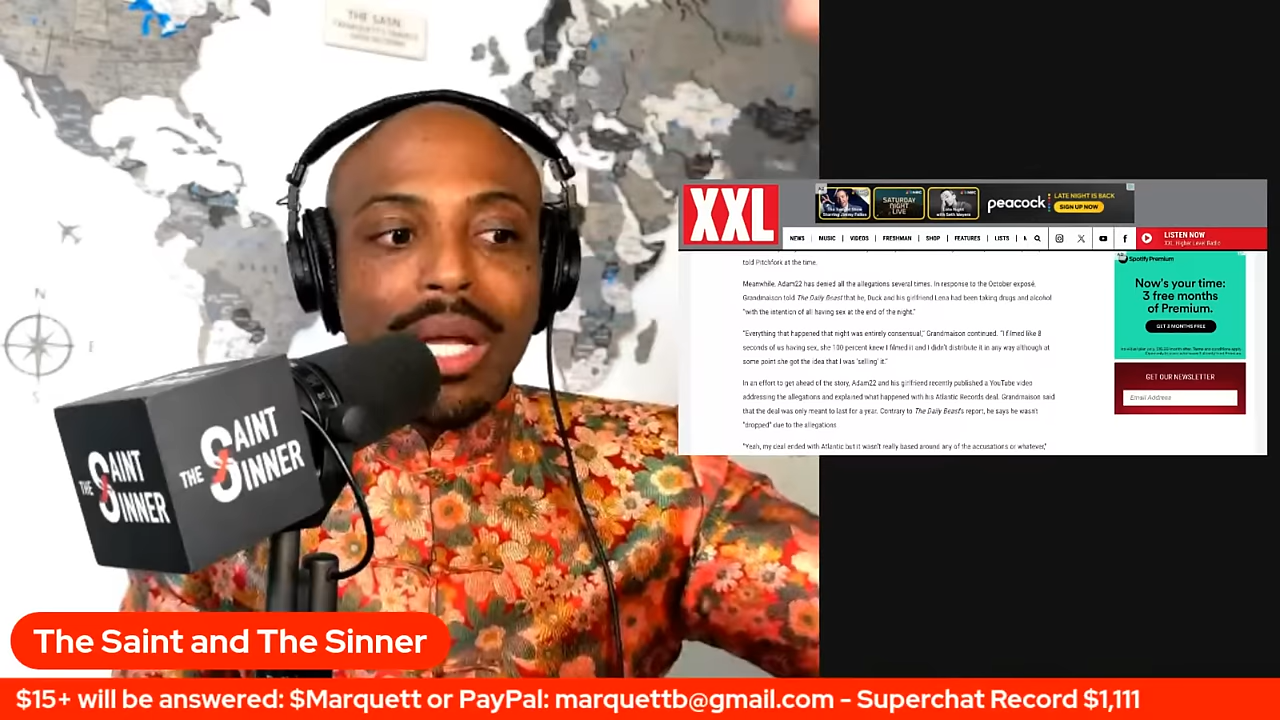 THE SAINT
THE
SAINT
SINNER
THE
SAINT
SINNER
N
XXL
SATURDAY
NIGHT
LIVE
peacock
LATE NIGHT IS BACK
SIGN UP NOW
NEWS MUSIC VIDEOS FRESHMAN SHOP FEATURES LISTS
LISTEN NOW
XXL Higher Level Radio
told Pitchfork at the time.
Meanwhile, Adam22 has denied all the allegations several times. In response to the October exposé,
Grandmaison told The Daily Beast that he, Duck and his girlfriend Lena had been taking drugs and alcohol
"with the intention of all having sex at the end of the night."
"Everything that happened that night was entirely consensual," Grandmaison continued. "I filmed like 8
seconds of us having sex, she 100 percent knew I filmed it and I didn't distribute it in any way although at
some point she got the idea that I was 'selling' it."
In an effort to get ahead of the story, Adam22 and his girlfriend recently published a YouTube video
addressing the allegations and explained what happened with his Atlantic Records deal. Grandmaison said
that the deal was only meant to last for a year. Contrary to The Daily Beast's report, he says he wasn't
"dropped" due to the allegations.
"Yeah, my deal ended with Atlantic but it wasn't really based around any of the accusations or whatever,"
Spotify Premium
Now's your time:
3 free months
of Premium.
GET 3 MONTHS FREE
GET OUR NEWSLETTER
Email Address
The Saint and The Sinner
$15+ will be answered: $Marquett or PayPal: marquettb@gmail.com - Superchat Record $1,111